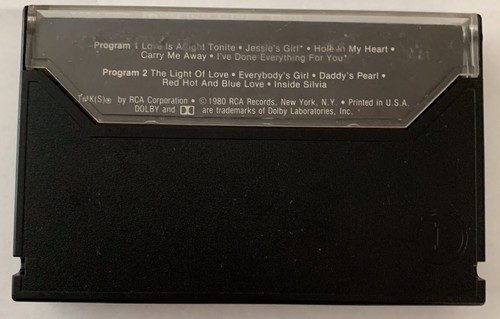 Program 1 Love Is Alright Tonite • Jessie's Girl* • Hole In My Heart •
Carry Me Away • I've Done Everything For You*
Program 2 The Light Of Love • Everybody's Girl • Daddy's Pearl •
Red Hot And Blue Love • Inside Silvia
TMK(S)® by RCA Corporation • © 1980 RCA Records, New York, N.Y. • Printed in U.S.A.
DOLBY and are trademarks of Dolby Laboratories, Inc.
1